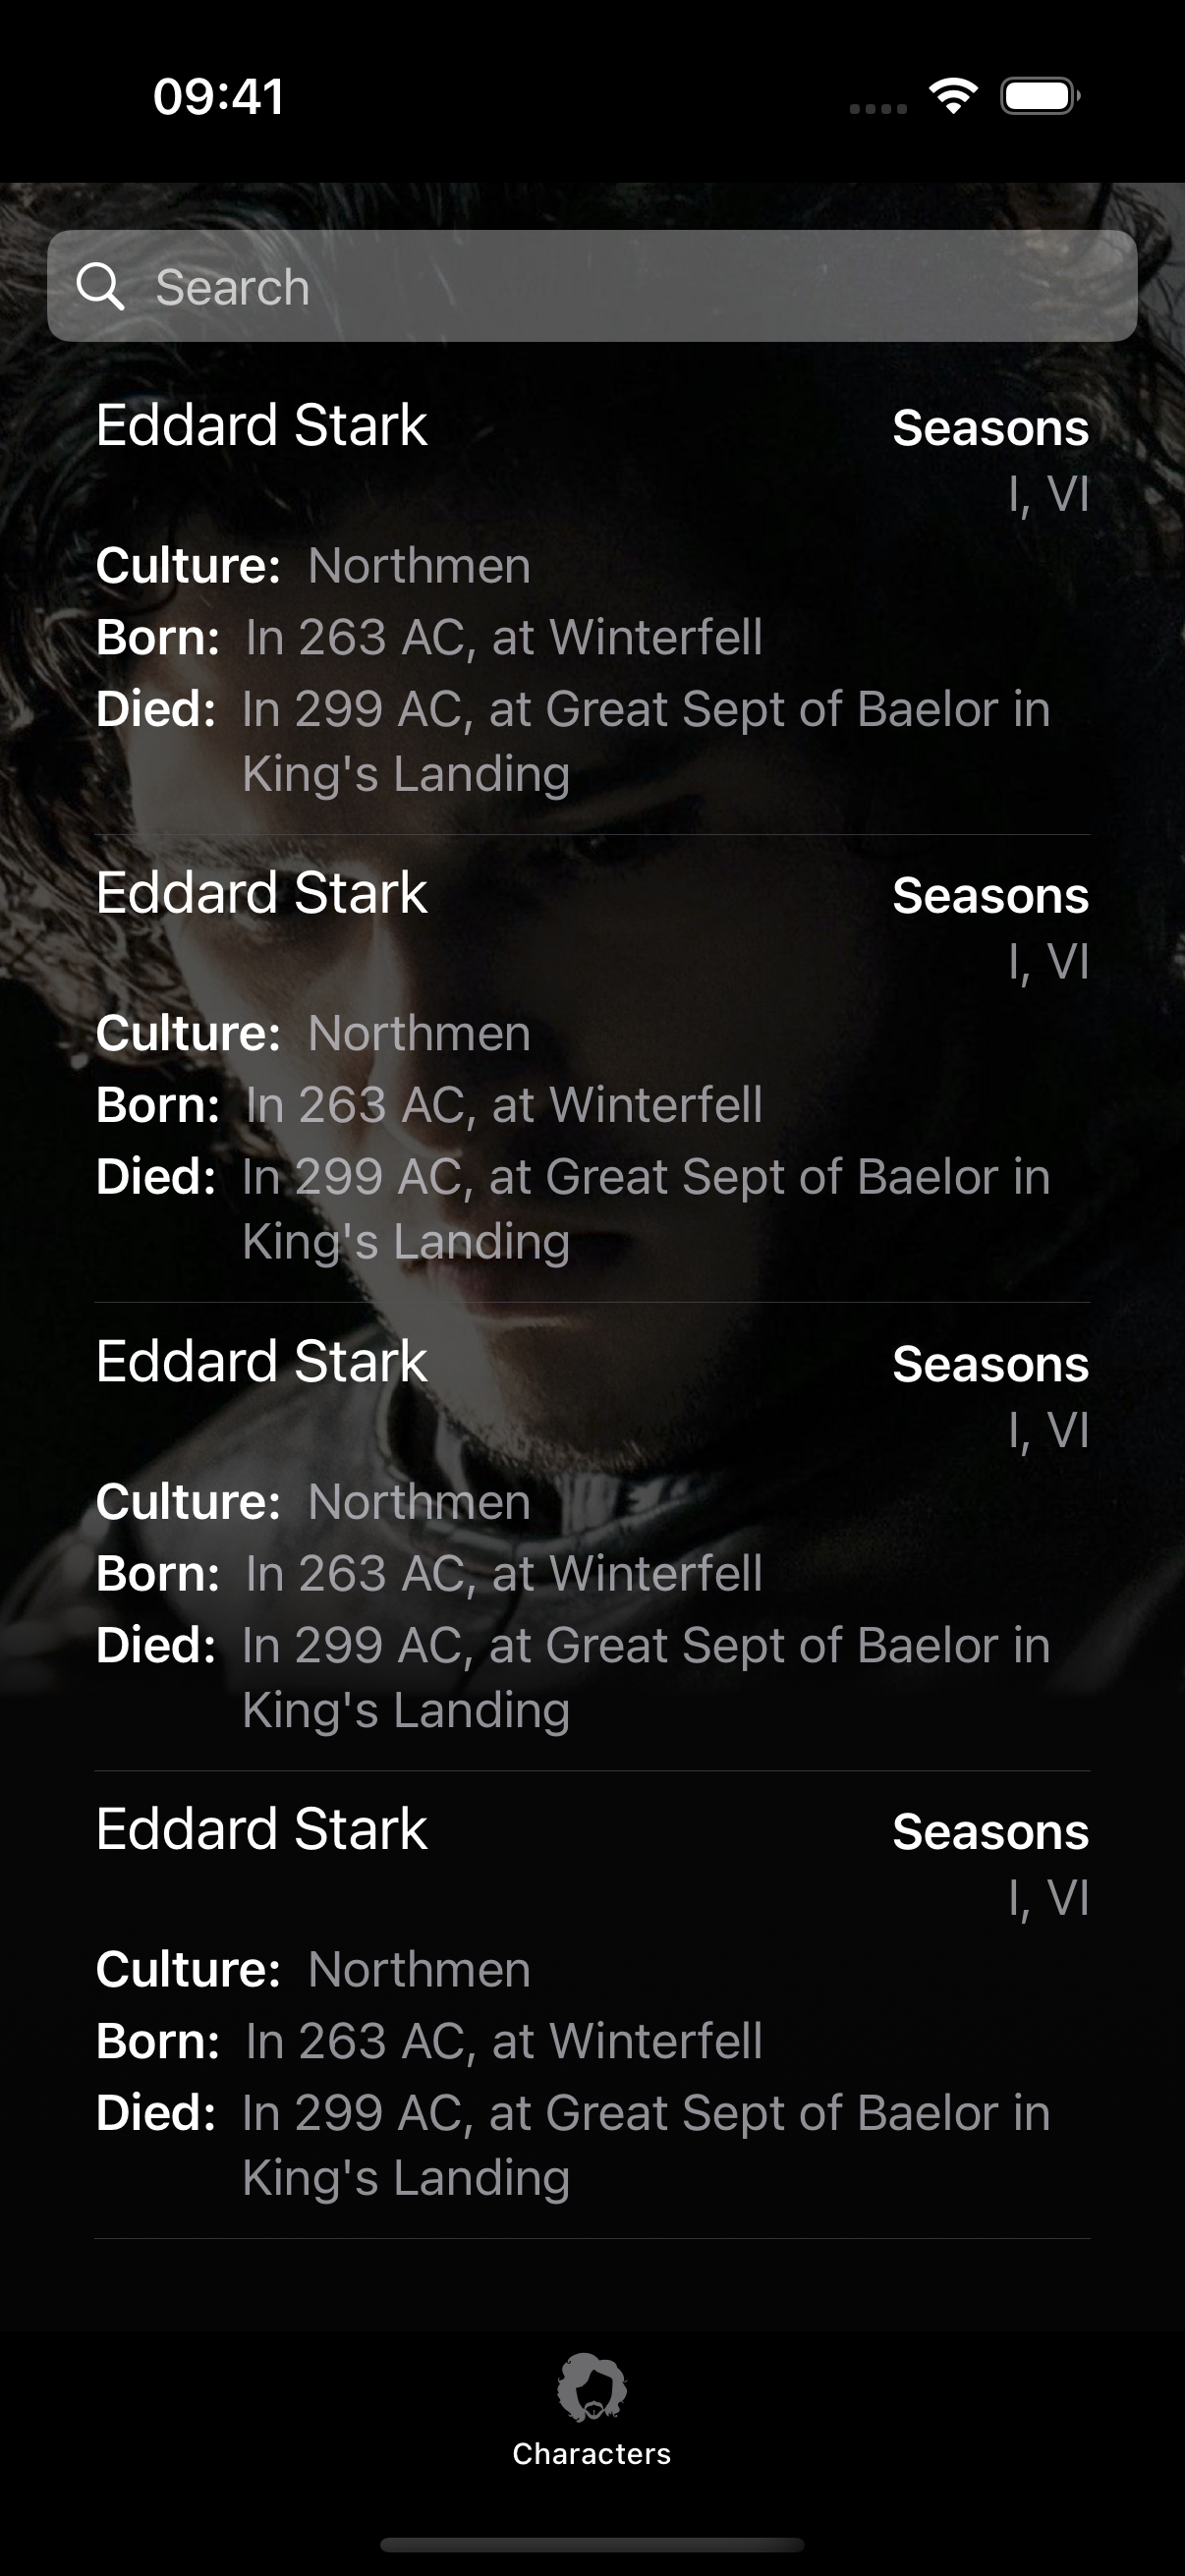 09:41
Search
Eddard Stark
Seasons
I, VI
Culture: Northmen
Born: In 263 AC, at Winterfell
Died: In 299 AC, at Great Sept of Baelor in
King's Landing
Eddard Stark
Seasons
I, VI
Culture: Northmen
Born: In 263 AC, at Winterfell
Died: In 299 AC, at Great Sept of Baelor in
King's Landing
Eddard Stark
Seasons
I, VI
Culture: Northmen
Born: In 263 AC, at Winterfell
Died: In 299 AC, at Great Sept of Baelor in
King's Landing
Eddard Stark
Seasons
I, VI
Culture: Northmen
Born: In 263 AC, at Winterfell
Died: In 299 AC, at Great Sept of Baelor in
King's Landing
Characters